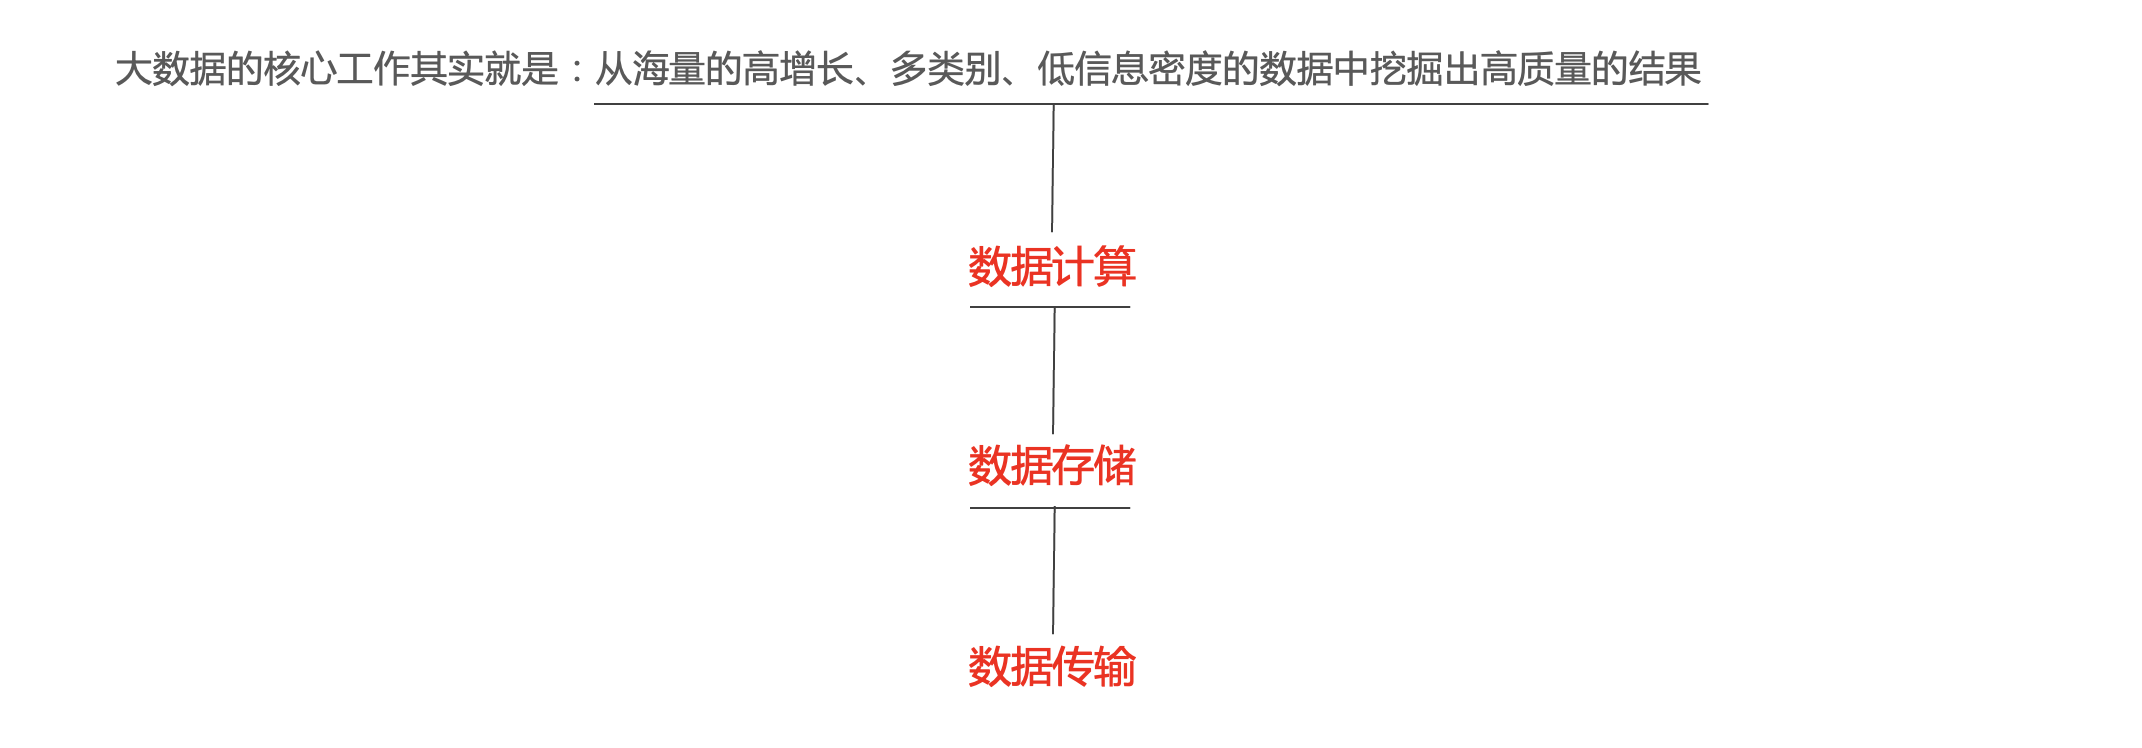 大数据的核心工作其实就是：从海量的高增长、多类别、低信息密度的数据中挖掘出高质量的结果
数据计算
数据存储
数据传输